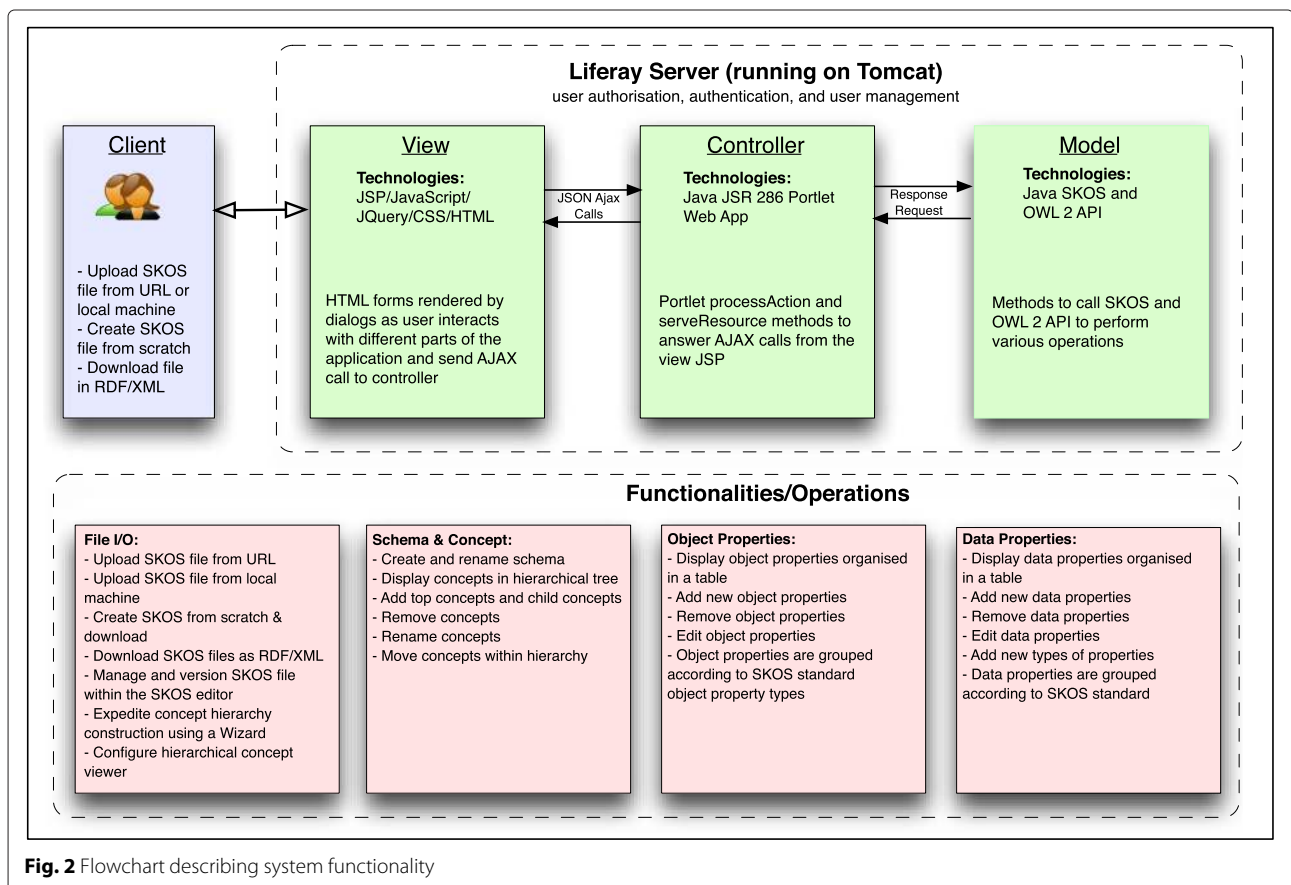 Liferay Server (running on Tomcat)
user authorisation, authentication, and user management
Client
- Upload SKOS
file from URL or
local machine
- Create SKOS
file from scratch
- Download file
in RDF/XML
View
Technologies:
JSP/JavaScript/
JQuery/CSS/HTML
HTML forms rendered by
dialogs as user interacts
with different parts of the
application and send AJAX
call to controller
JSON Ajax
Calls
Controller
Technologies:
Java JSR 286 Portlet
Web App
Portlet processAction and
serveResource methods to
answer AJAX calls from the
view JSP
Response
Request
Model
Technologies:
Java SKOS and
OWL 2 API
Methods to call SKOS and
OWL 2 API to perform
various operations
Functionalities/Operations
File I/O:
- Upload SKOS file from URL
- Upload SKOS file from local
machine
- Create SKOS from scratch &
download
- Download SKOS files as RDF/XML
- Manage and version SKOS file
within the SKOS editor
- Expedite concept hierarchy
construction using a Wizard
- Configure hierarchical concept
viewer
Schema & Concept:
- Create and rename schema
- Display concepts in hierarchical tree
- Add top concepts and child concepts
- Remove concepts
- Rename concepts
- Move concepts within hierarchy
Object Properties:
- Display object properties organised
in a table
- Add new object properties
- Remove object properties
- Edit object properties
- Object properties are grouped
according to SKOS standard
object property types
Data Properties:
- Display data properties organised
in a table
- Add new data properties
- Remove data properties
- Edit data properties
- Add new types of properties
- Data properties are grouped
according to SKOS standard
Fig. 2 Flowchart describing system functionality